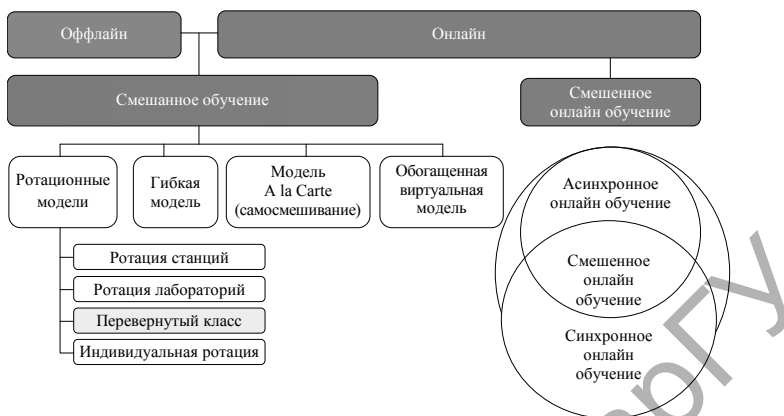 Оффлайн
Онлайн
Смешанное обучение
Смешенное
онлайн обучение
Ротационные
модели
Гибкая
модель
Модель
A la Carte
(самосмешивание)
Обогащенная
виртуальная
модель
Ротация станций
Ротация лабораторий
Перевернутый класс
Индивидуальная ротация
Асинхронное
онлайн обучение
Смешенное
онлайн
обучение
Синхронное
онлайн
обучение